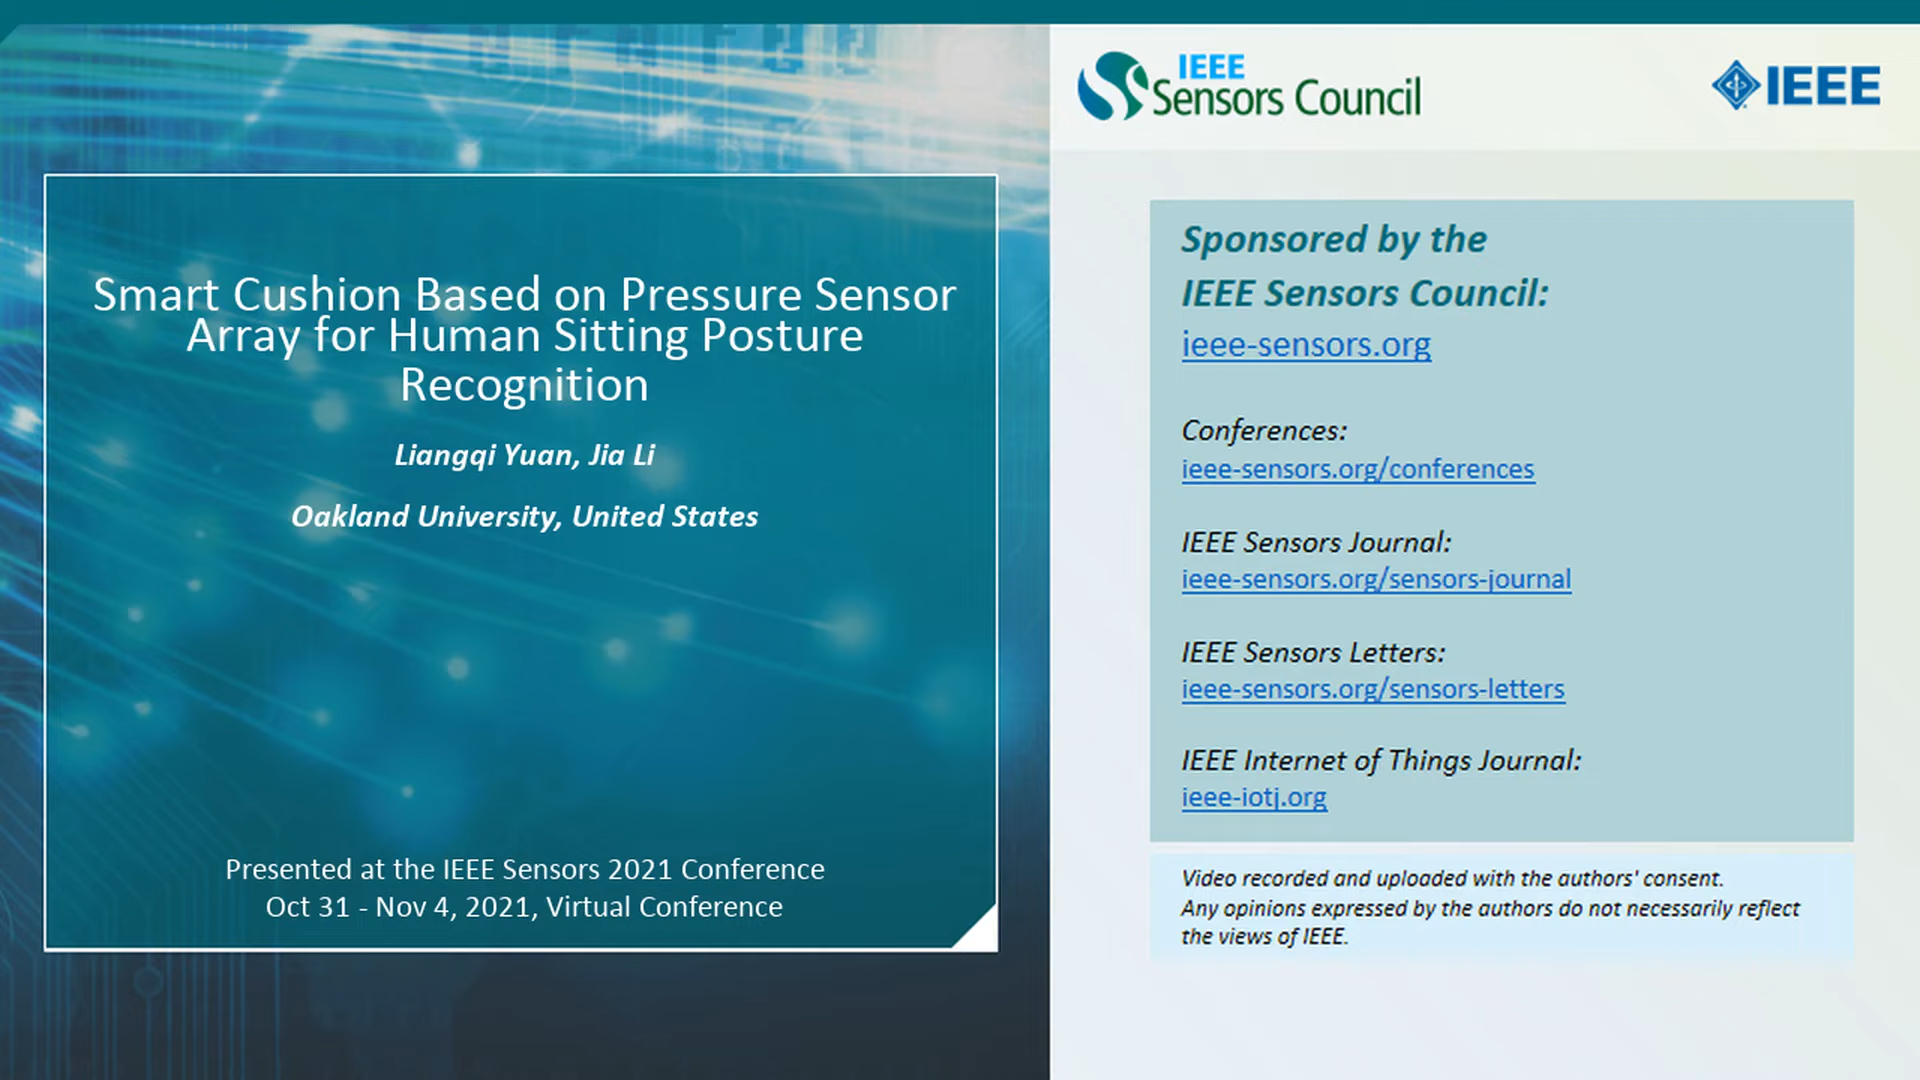 Smart Cushion Based on Pressure Sensor
Array for Human Sitting Posture
Recognition
Liangqi Yuan, Jia Li
Oakland University, United States
Presented at the IEEE Sensors 2021 Conference
Oct 31 - Nov 4, 2021, Virtual Conference
IEEE
Sensors Council
IEEE
Sponsored by the
IEEE Sensors Council:
ieee-sensors.org
Conferences:
ieee-sensors.org/conferences
IEEE Sensors Journal:
ieee-sensors.org/sensors-journal
IEEE Sensors Letters:
ieee-sensors.org/sensors-letters
IEEE Internet of Things Journal:
ieee-iotj.org
Video recorded and uploaded with the authors' consent.
Any opinions expressed by the authors do not necessarily reflect
the views of IEEE.